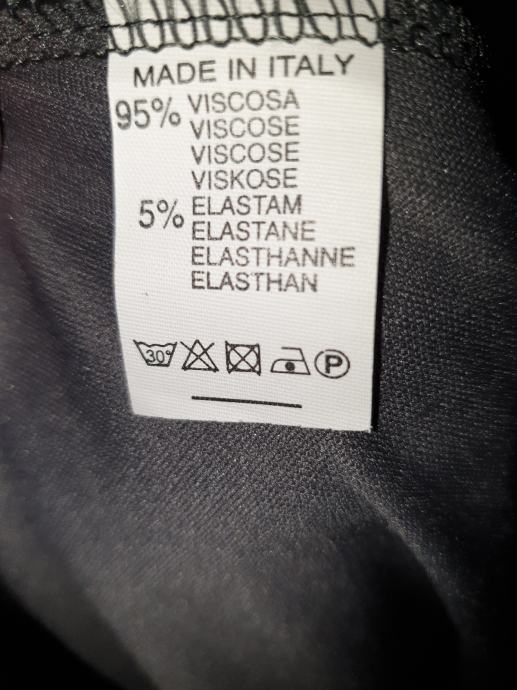 MADE IN ITALY
95% VISCOSA
VISCOSE
VISCOSE
VISKOSE
5% ELASTAM
ELASTANE
ELASTHANNE
ELASTHAN
30° P